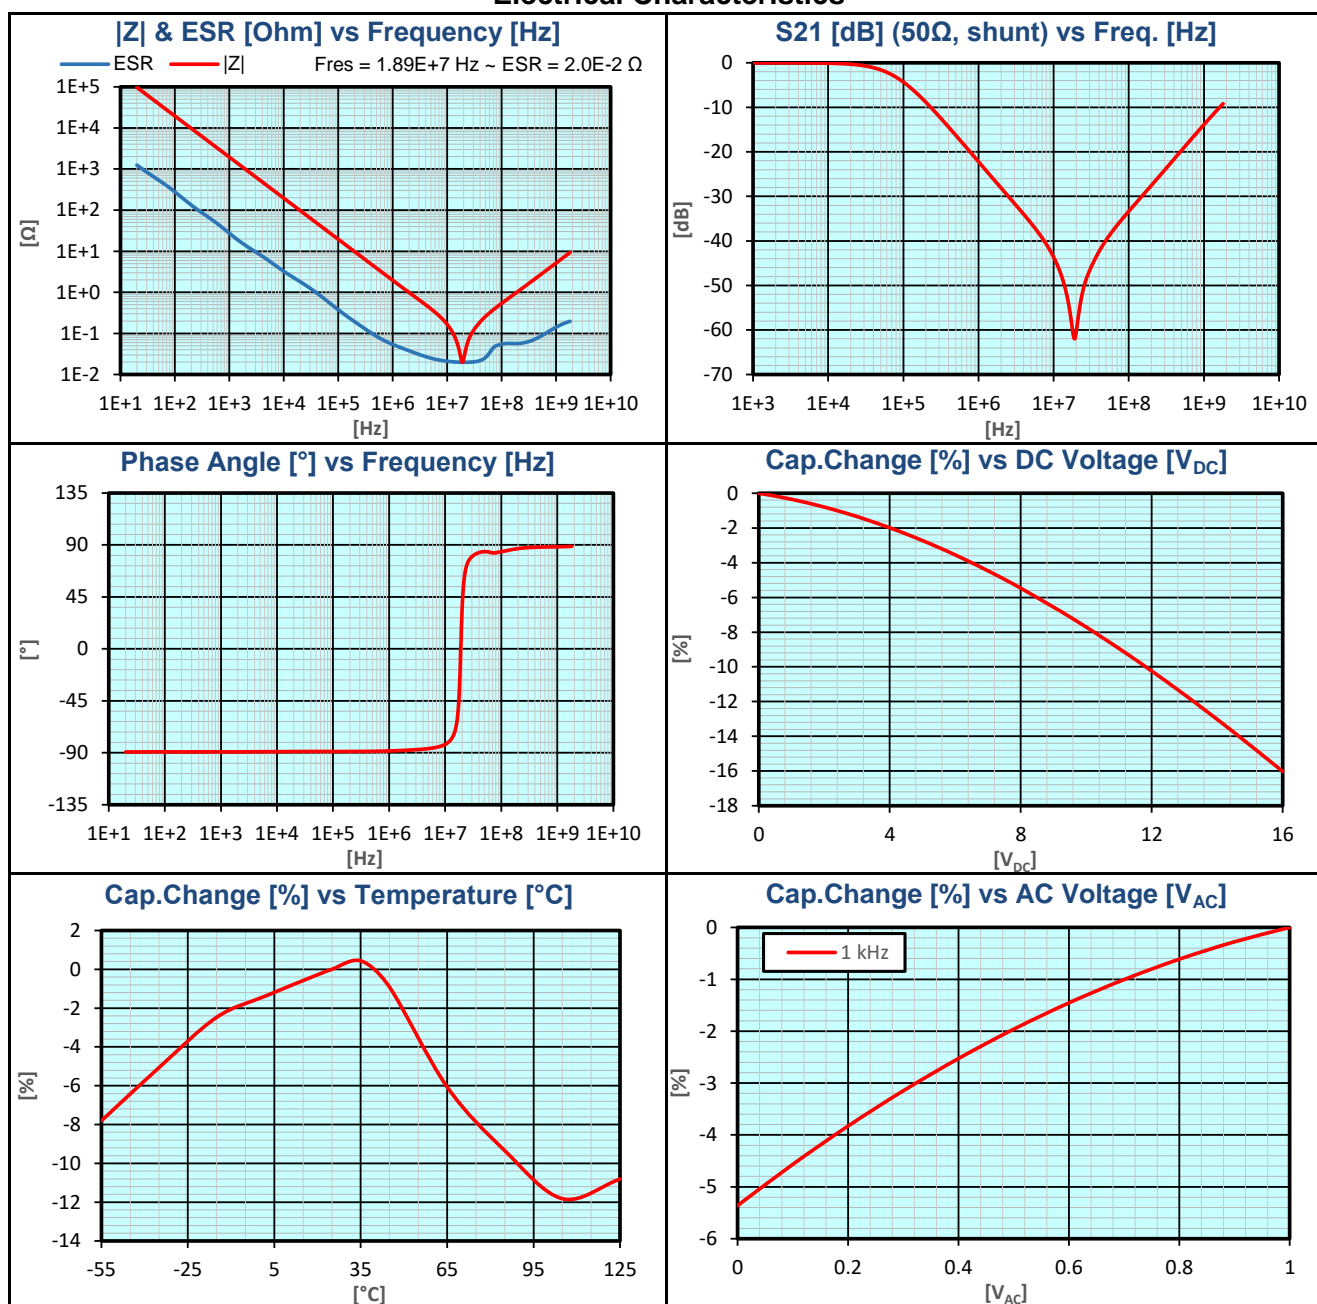 Electrical Characteristics
|Z| & ESR [Ohm] vs Frequency [Hz]
ESR |Z| Fres = 1.89E+7 Hz ~ ESR = 2.0E-2 Ω
1E+5
1E+4
1E+3
1E+2
1E+1
1E+0
1E-1
1E-2
[Ω]
1E+1 1E+2 1E+3 1E+4 1E+5 1E+6 1E+7 1E+8 1E+9 1E+10
[Hz]
S21 [dB] (50Ω, shunt) vs Freq. [Hz]
0
-10
-20
-30
-40
-50
-60
-70
[dB]
1E+3 1E+4 1E+5 1E+6 1E+7 1E+8 1E+9 1E+10
[Hz]
Phase Angle [°] vs Frequency [Hz]
135
90
45
0
-45
-90
-135
[°]
1E+1 1E+2 1E+3 1E+4 1E+5 1E+6 1E+7 1E+8 1E+9 1E+10
[Hz]
Cap.Change [%] vs DC Voltage [VDC]
0
-2
-4
-6
-8
-10
-12
-14
-16
-18
[%]
0 4 8 12 16
[VDC]
Cap.Change [%] vs Temperature [°C]
2
0
-2
-4
-6
-8
-10
-12
-14
[%]
-55 -25 5 35 65 95 125
[°C]
Cap.Change [%] vs AC Voltage [VAC]
1 kHz
0
-1
-2
-3
-4
-5
-6
[%]
0 0.2 0.4 0.6 0.8 1
[VAC]